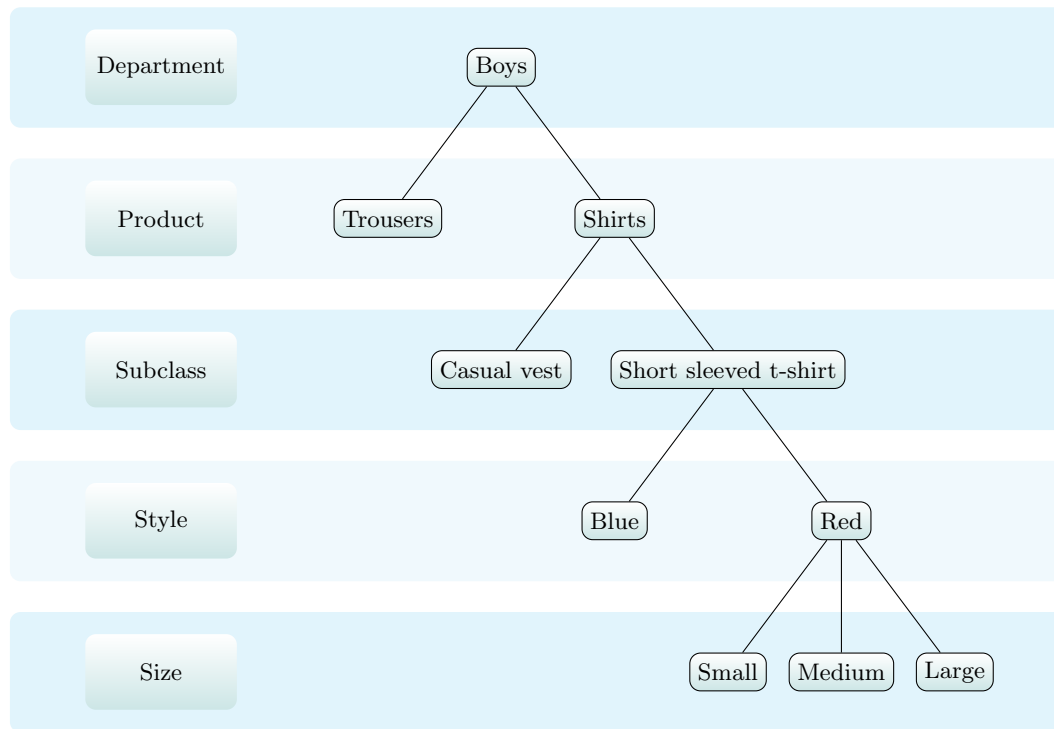 Department
Boys
Product
Trousers
Shirts
Subclass
Casual vest
Short sleeved t-shirt
Style
Blue
Red
Size
Small
Medium
Large